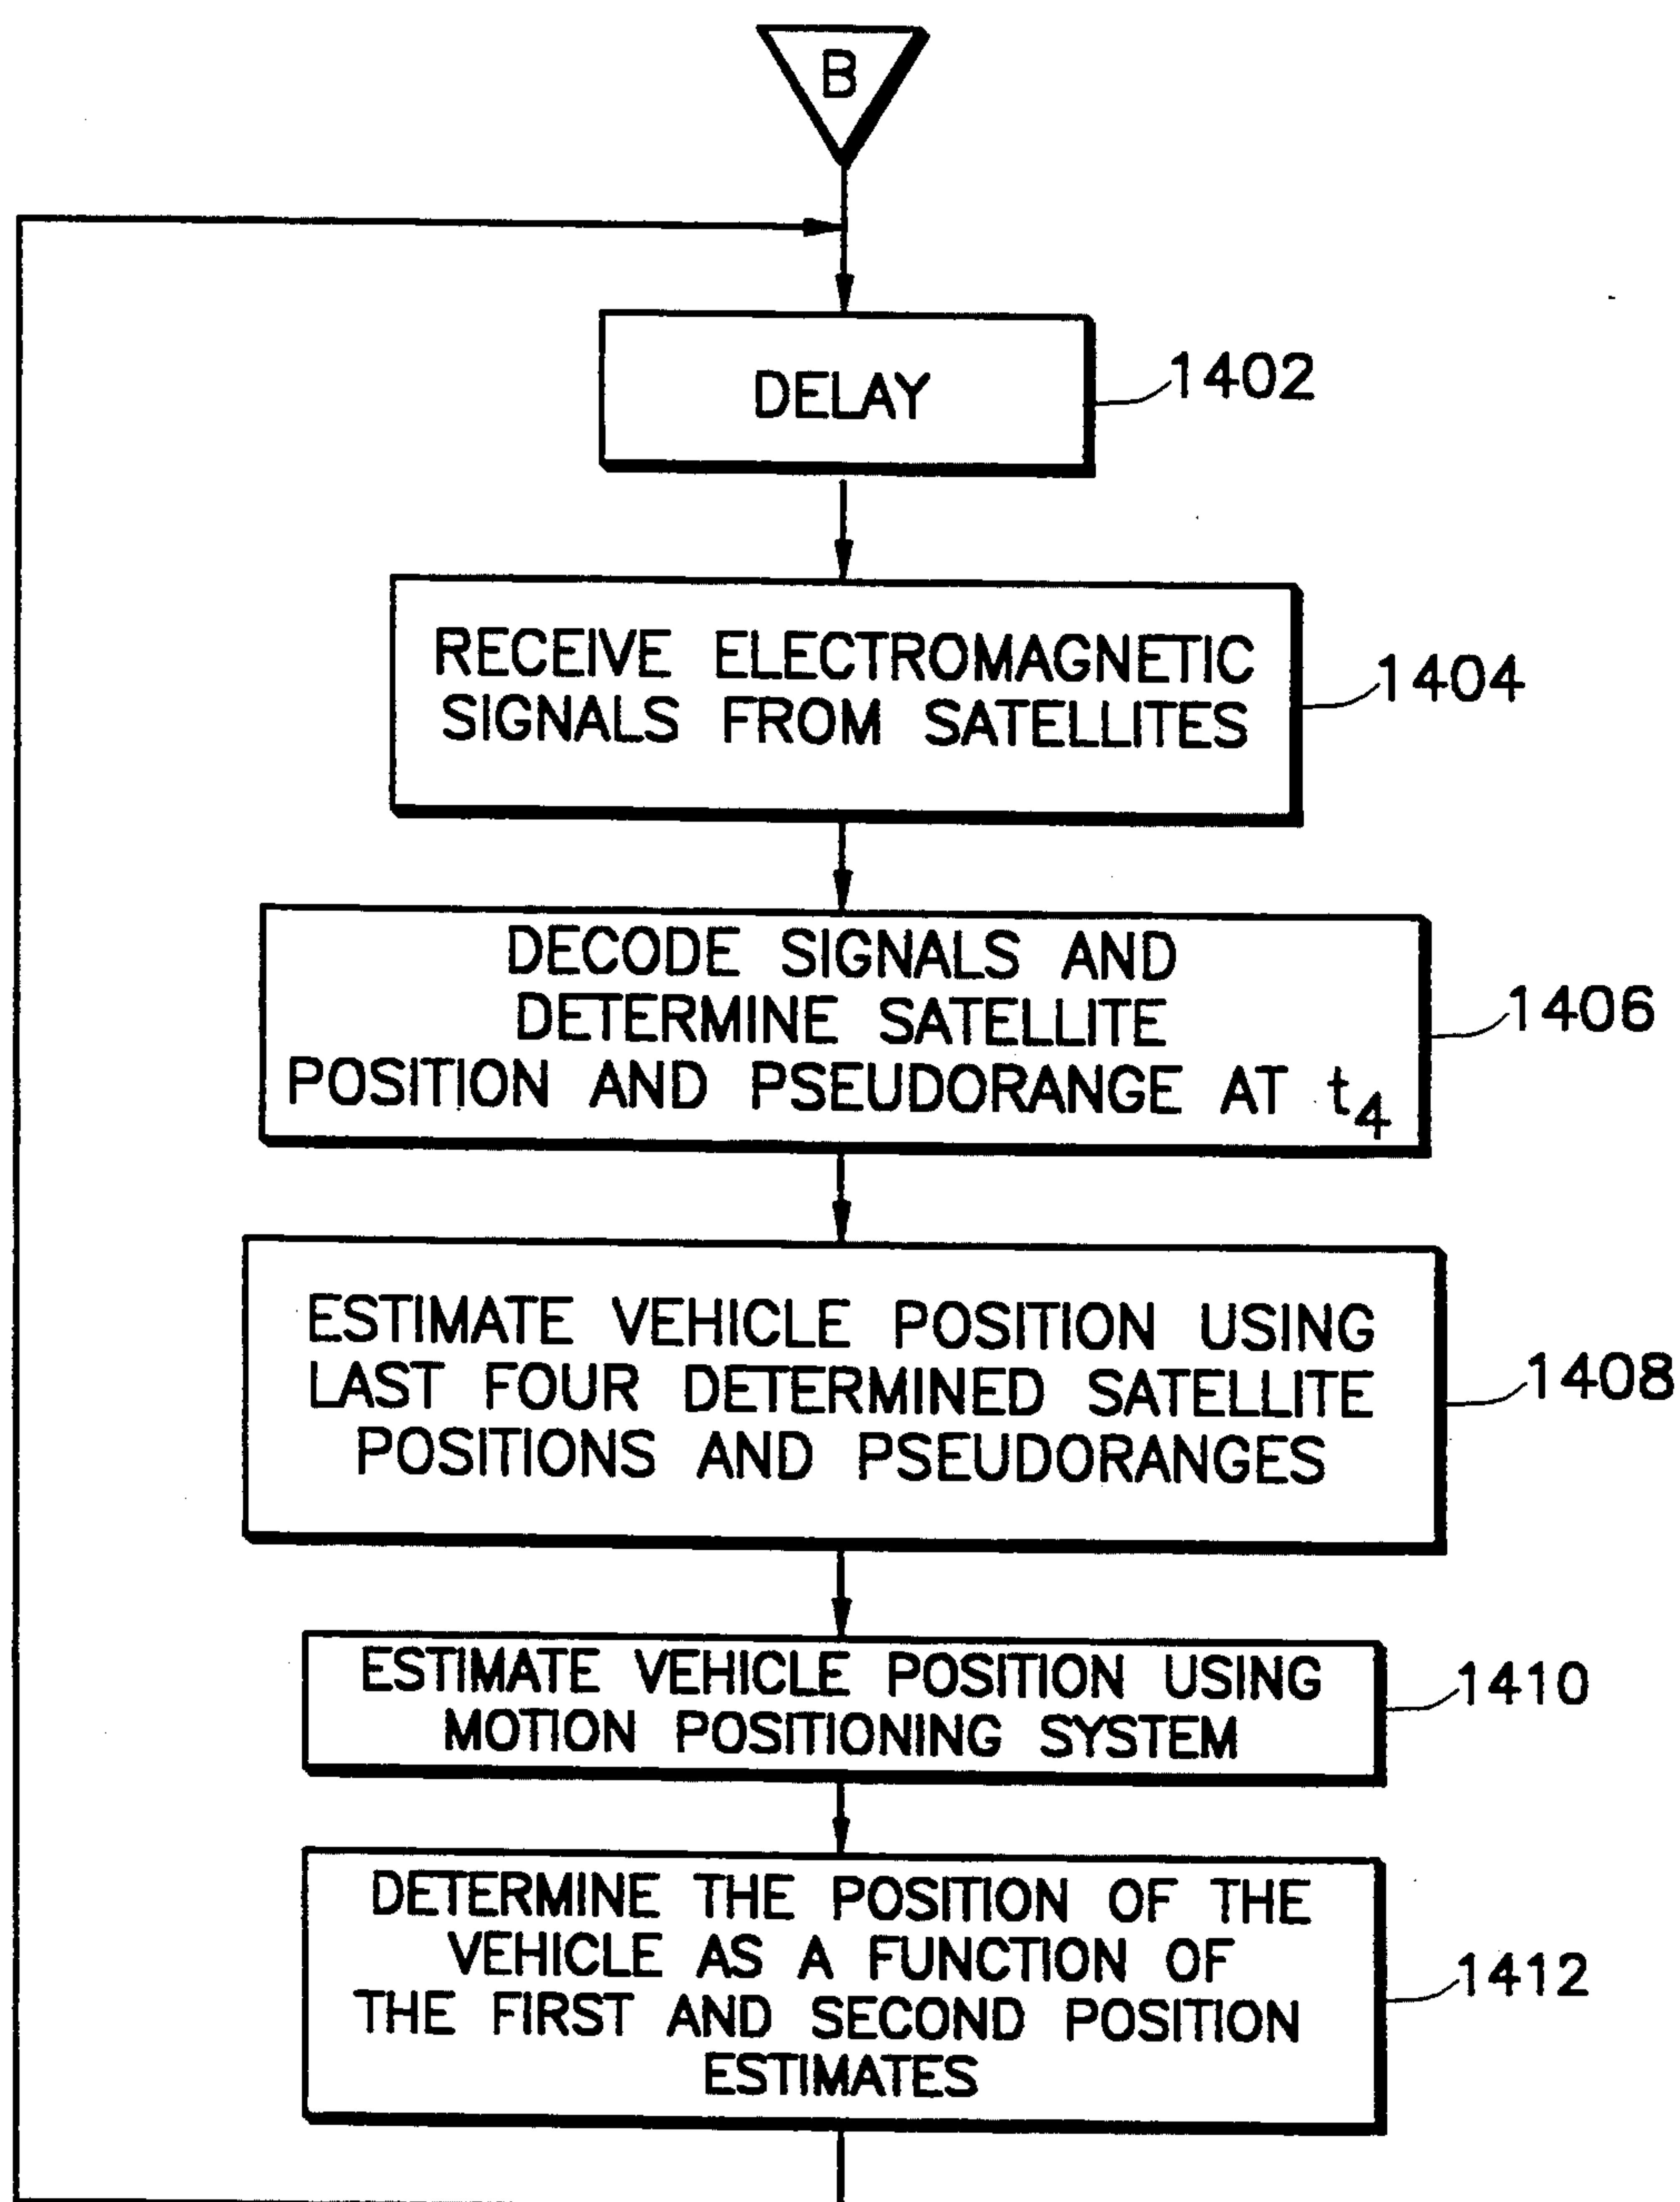 B
DELAY
1402
RECEIVE ELECTROMAGNETIC
SIGNALS FROM SATELLITES
1404
DECODE SIGNALS AND
DETERMINE SATELLITE
POSITION AND PSEUDORANGE AT t₄
1406
ESTIMATE VEHICLE POSITION USING
LAST FOUR DETERMINED SATELLITE
POSITIONS AND PSEUDORANGES
1408
ESTIMATE VEHICLE POSITION USING
MOTION POSITIONING SYSTEM
1410
DETERMINE THE POSITION OF THE
VEHICLE AS A FUNCTION OF
THE FIRST AND SECOND POSITION
ESTIMATES
1412